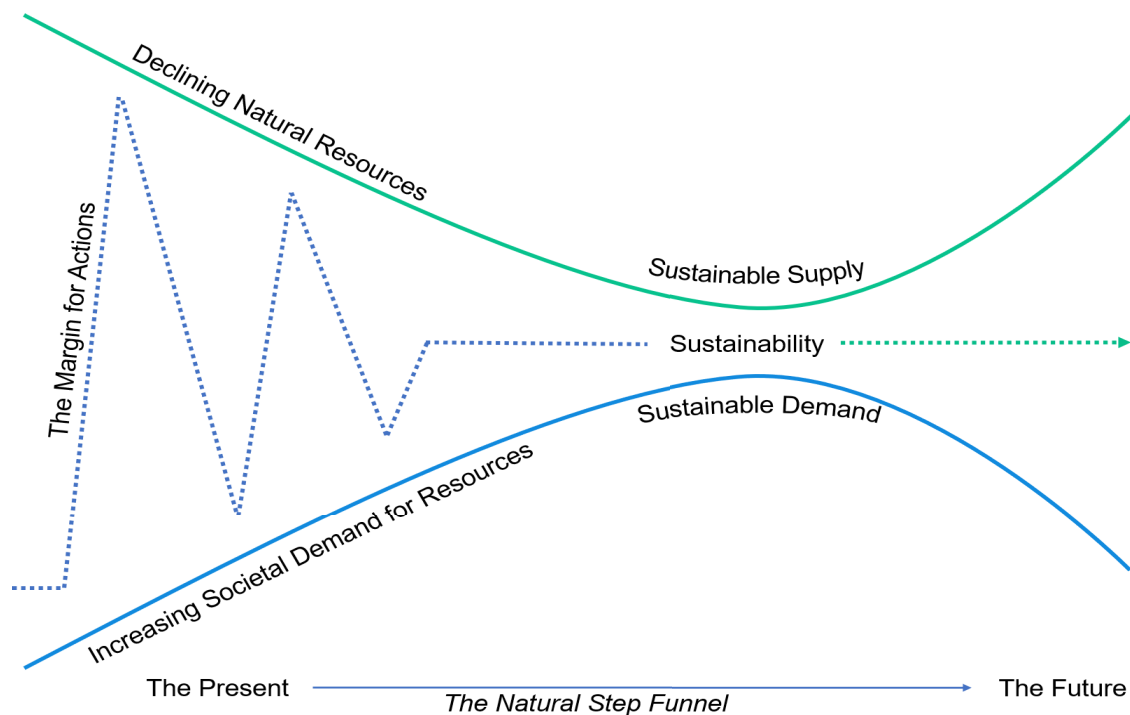 Declining Natural Resources
The Margin for Actions
Sustainable Supply
Sustainability
Sustainable Demand
Increasing Societal Demand for Resources
The Present
The Natural Step Funnel
The Future